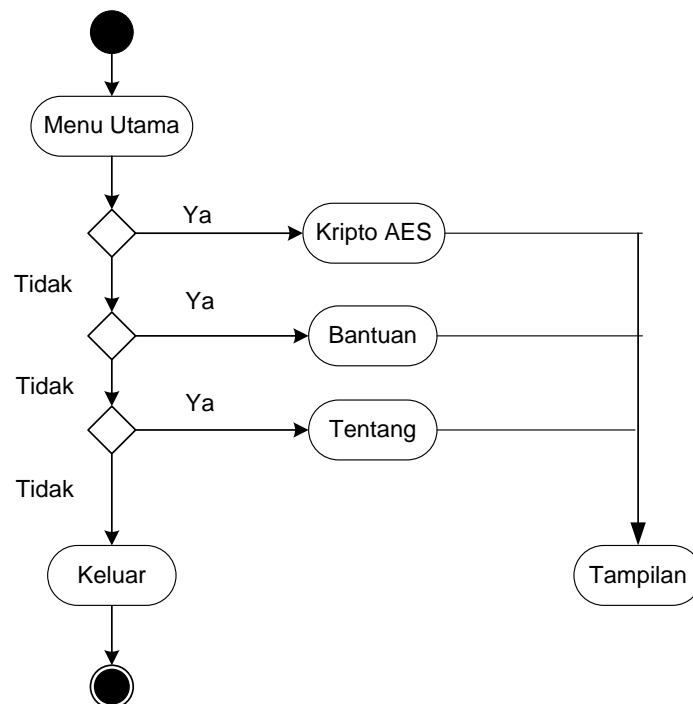 Menu Utama
Ya
Kripto AES
Tidak
Ya
Bantuan
Tidak
Ya
Tentang
Tidak
Keluar
Tampilan